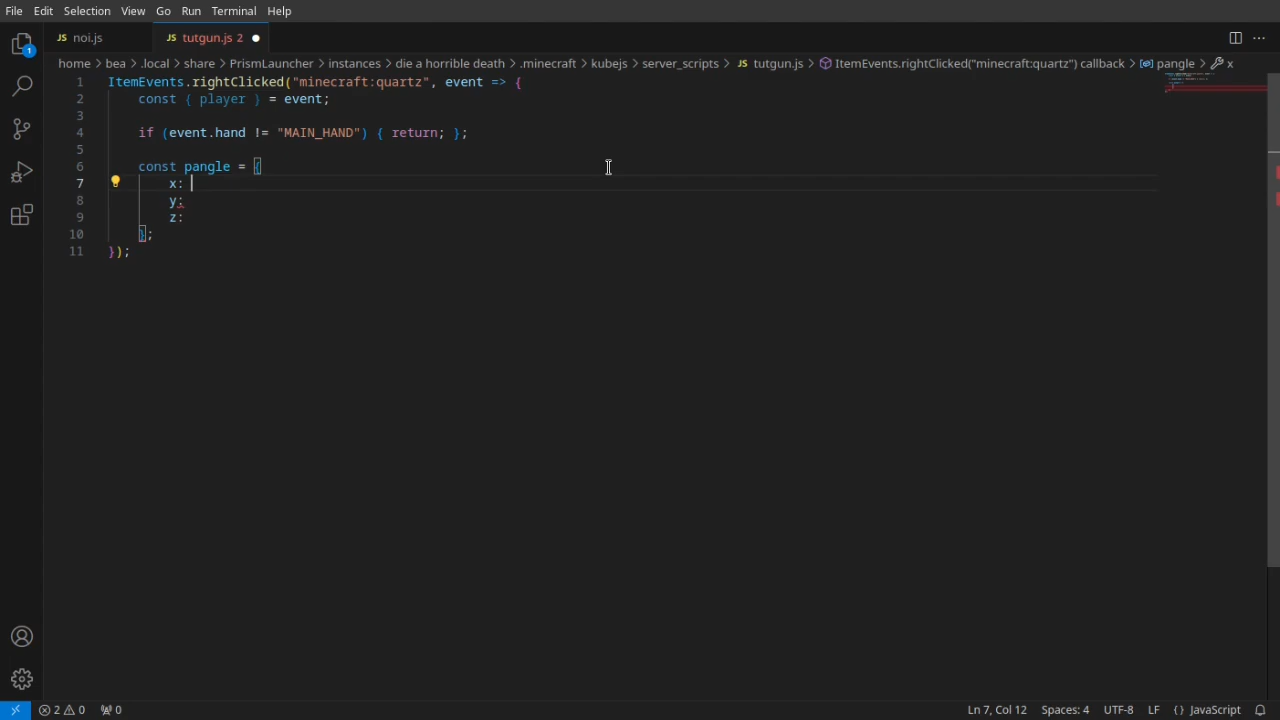 File Edit Selection View Go Run Terminal Help
noi.js tutgun.js 2
home > bea > .local > share > PrismLauncher > instances > die a horrible death > .minecraft > kubejs > server_scripts > tutgun.js > ItemEvents.rightClicked("minecraft:quartz") callback > pangle > x
1 ItemEvents.rightClicked("minecraft:quartz", event => {
2 const { player } = event;
3
4 if (event.hand != "MAIN_HAND") { return; };
5
6 const pangle = {
7 x:
8 y:
9 z:
10 };
11 });
2 0 0 Ln 7, Col 12 Spaces: 4 UTF-8 LF {} JavaScript